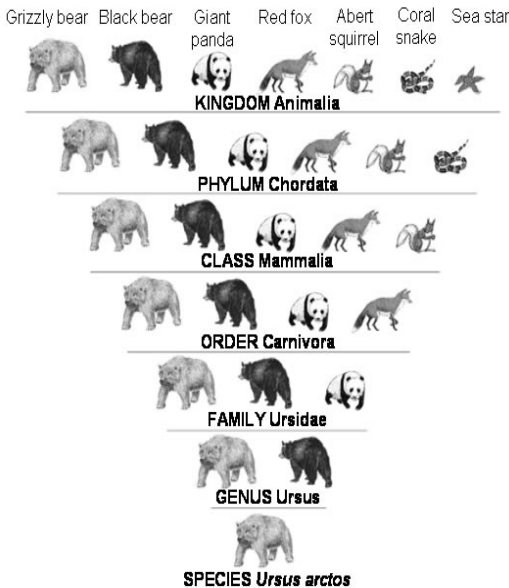 Grizzly bear Black bear Giant panda Red fox Abert squirrel Coral snake Sea star
KINGDOM Animalia
PHYLUM Chordata
CLASS Mammalia
ORDER Carnivora
FAMILY Ursidae
GENUS Ursus
SPECIES Ursus arctos